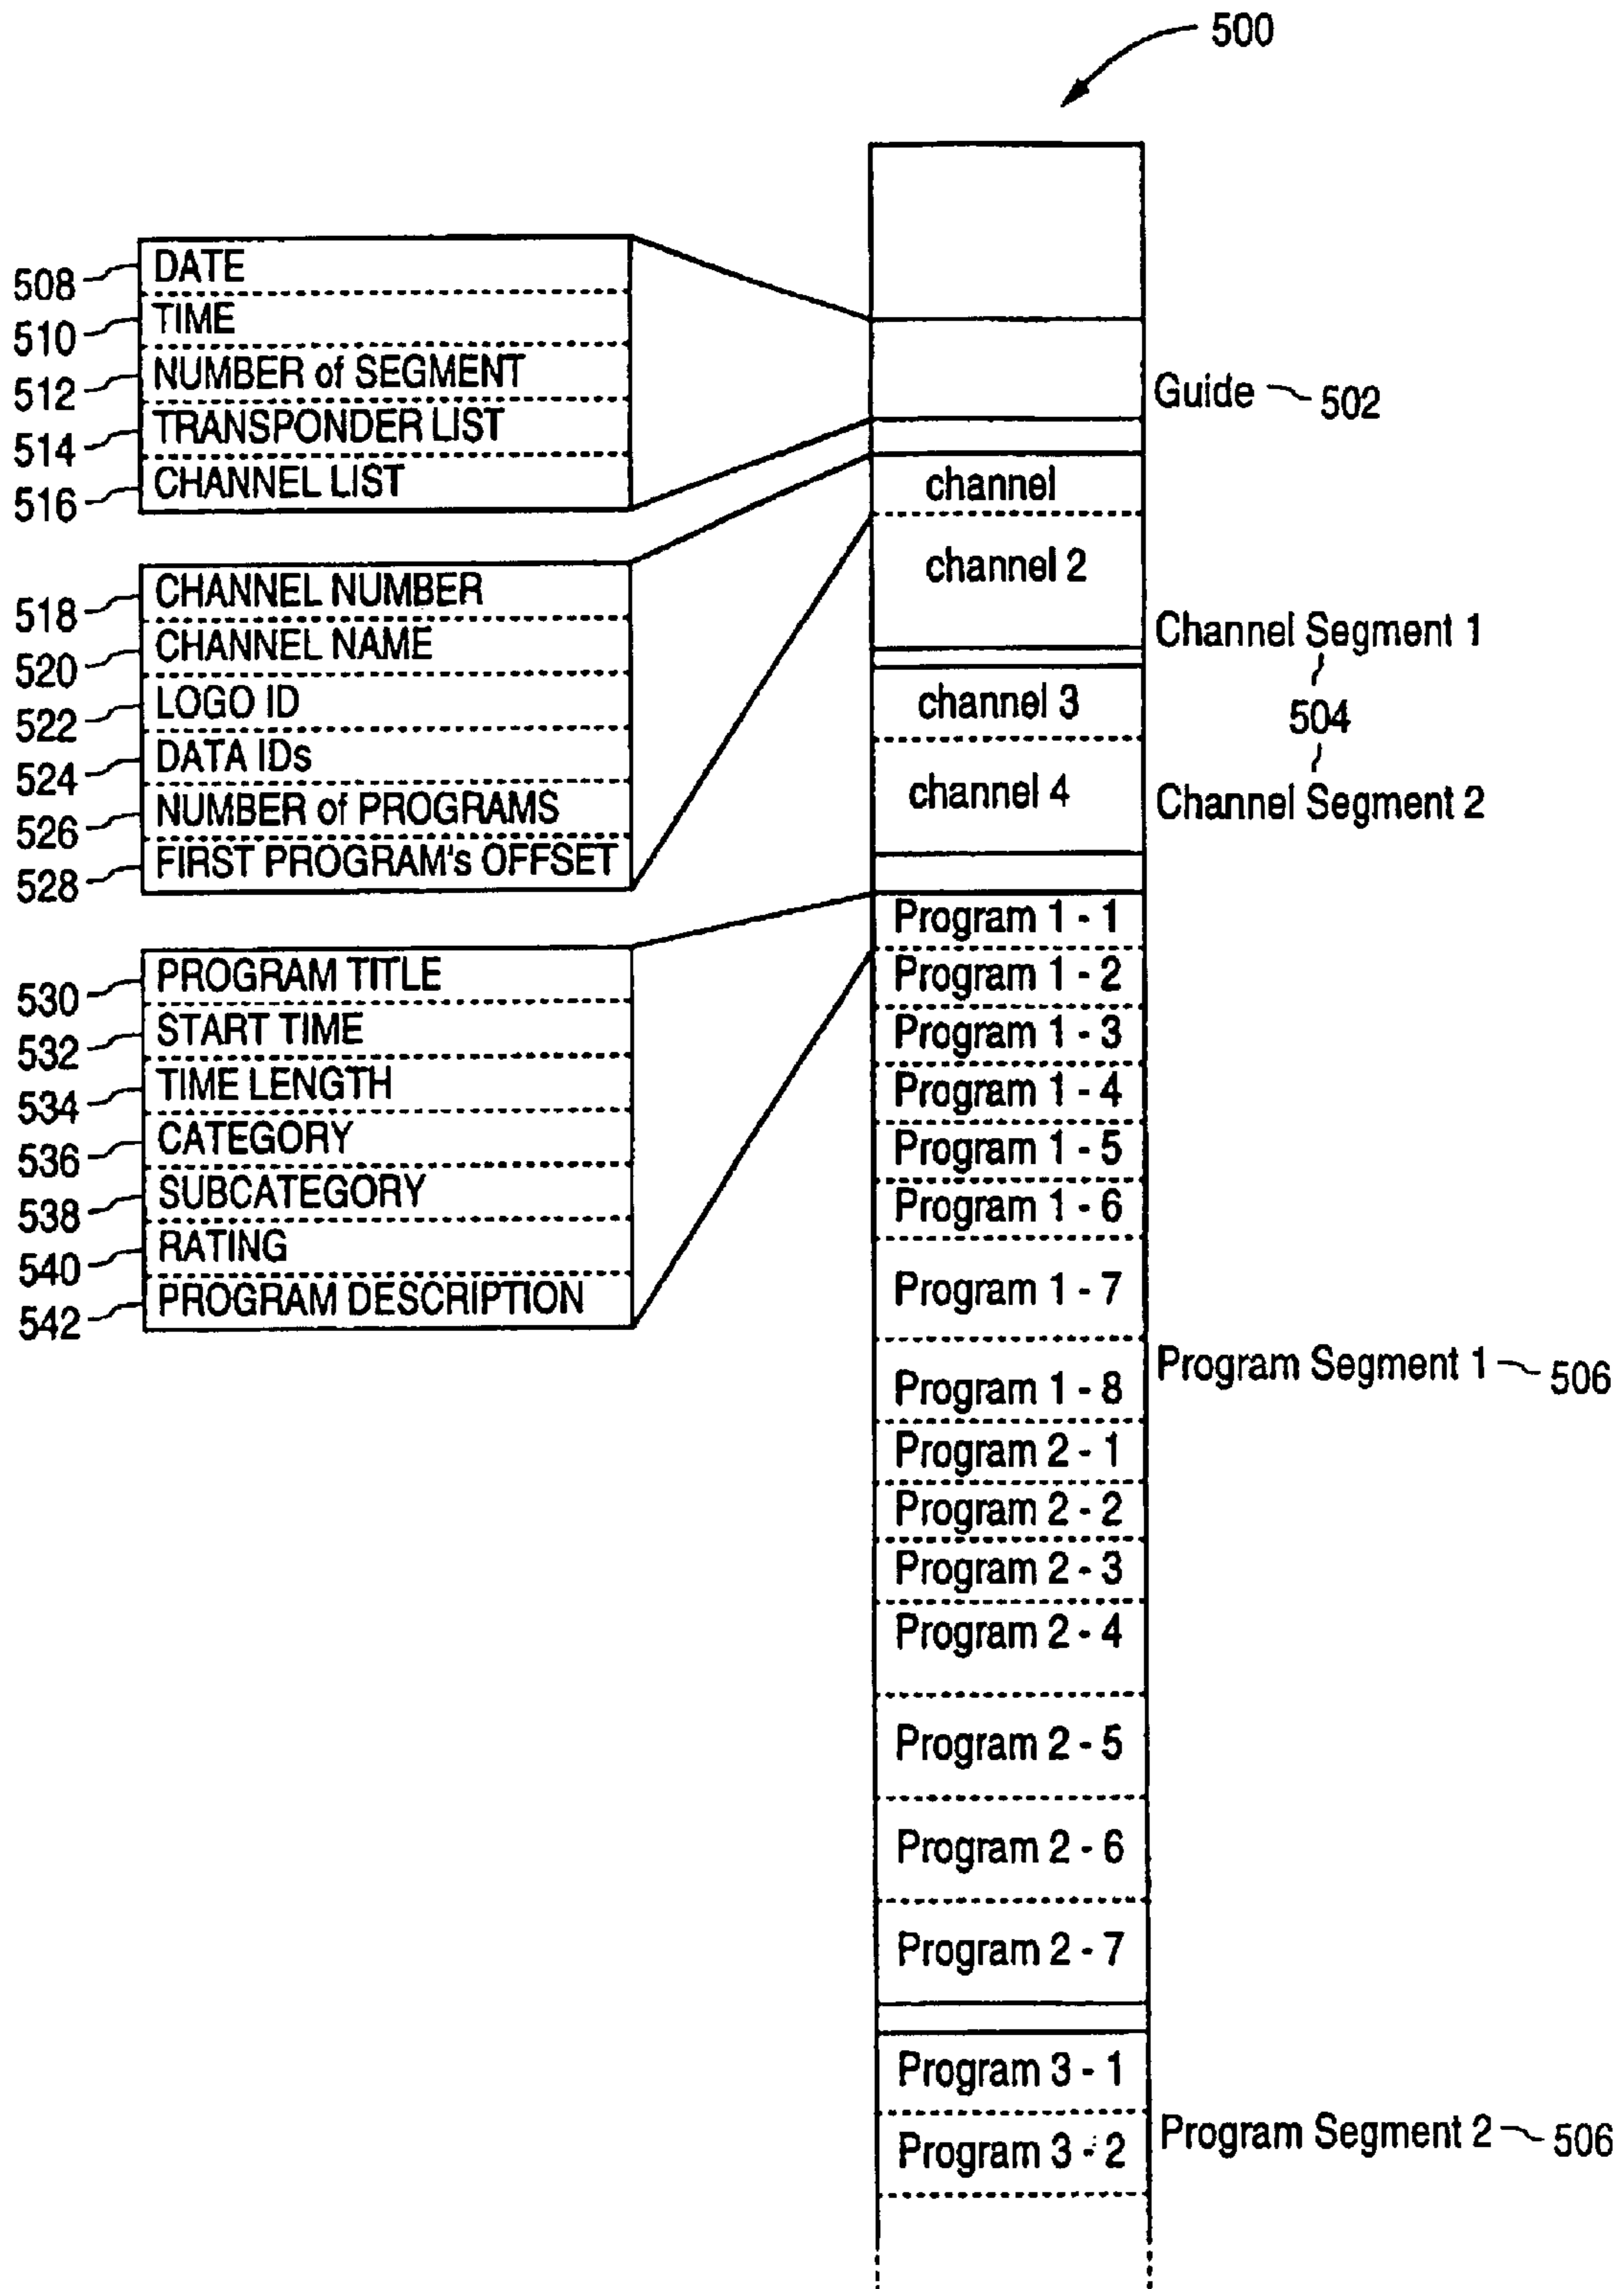 500
508 DATE
510 TIME
512 NUMBER of SEGMENT
514 TRANSPONDER LIST
516 CHANNEL LIST
Guide 502
518 CHANNEL NUMBER
520 CHANNEL NAME
522 LOGO ID
524 DATA IDs
526 NUMBER of PROGRAMS
528 FIRST PROGRAM's OFFSET
channel
channel 2
Channel Segment 1
504
channel 3
channel 4
Channel Segment 2
530 PROGRAM TITLE
532 START TIME
534 TIME LENGTH
536 CATEGORY
538 SUBCATEGORY
540 RATING
542 PROGRAM DESCRIPTION
Program 1 - 1
Program 1 - 2
Program 1 - 3
Program 1 - 4
Program 1 - 5
Program 1 - 6
Program 1 - 7
Program Segment 1 506
Program 1 - 8
Program 2 - 1
Program 2 - 2
Program 2 - 3
Program 2 - 4
Program 2 - 5
Program 2 - 6
Program 2 - 7
Program 3 - 1
Program Segment 2 506
Program 3 - 2